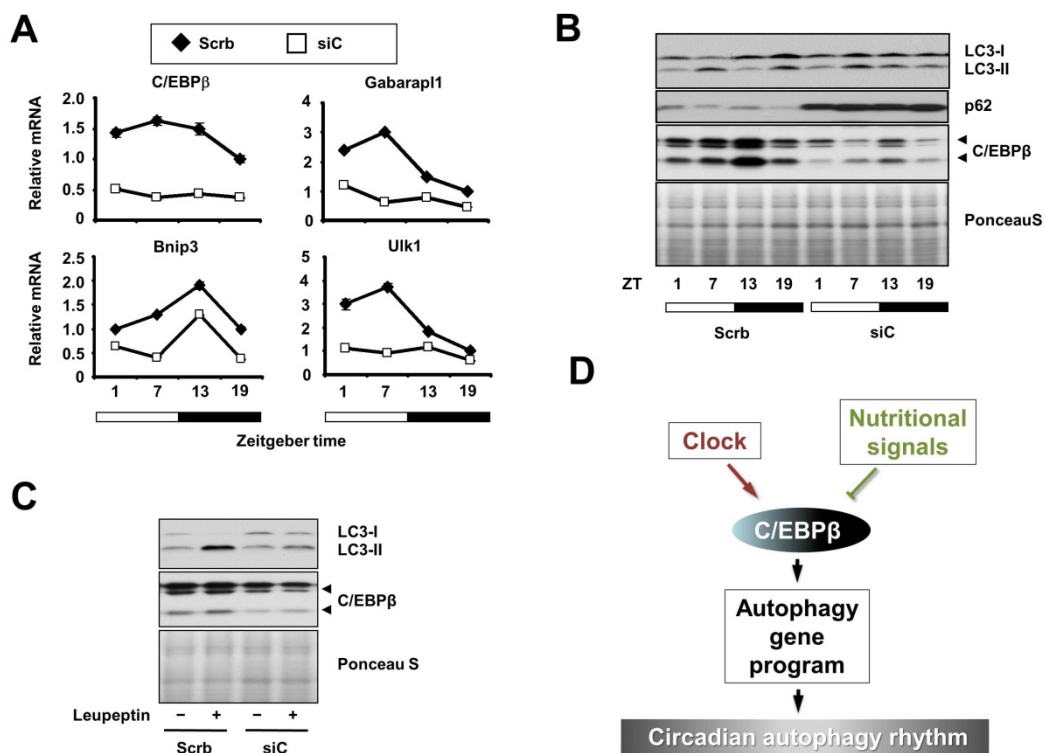 A
Scrb
siC
C/EBPβ
Gabarapl1
Relative mRNA
2.0
1.5
1.0
0.5
0
4
3
2
1
0
Bnip3
Ulk1
Relative mRNA
2.0
1.5
1.0
0.5
0
5
4
3
2
1
0
1 7 13 19
1 7 13 19
Zeitgeber time
B
LC3-I
LC3-II
p62
C/EBPβ
PonceauS
ZT 1 7 13 19 1 7 13 19
Scrb siC
C
LC3-I
LC3-II
C/EBPβ
Ponceau S
Leupeptin – + – +
Scrb siC
D
Clock
Nutritional
signals
C/EBPβ
Autophagy
gene
program
Circadian autophagy rhythm